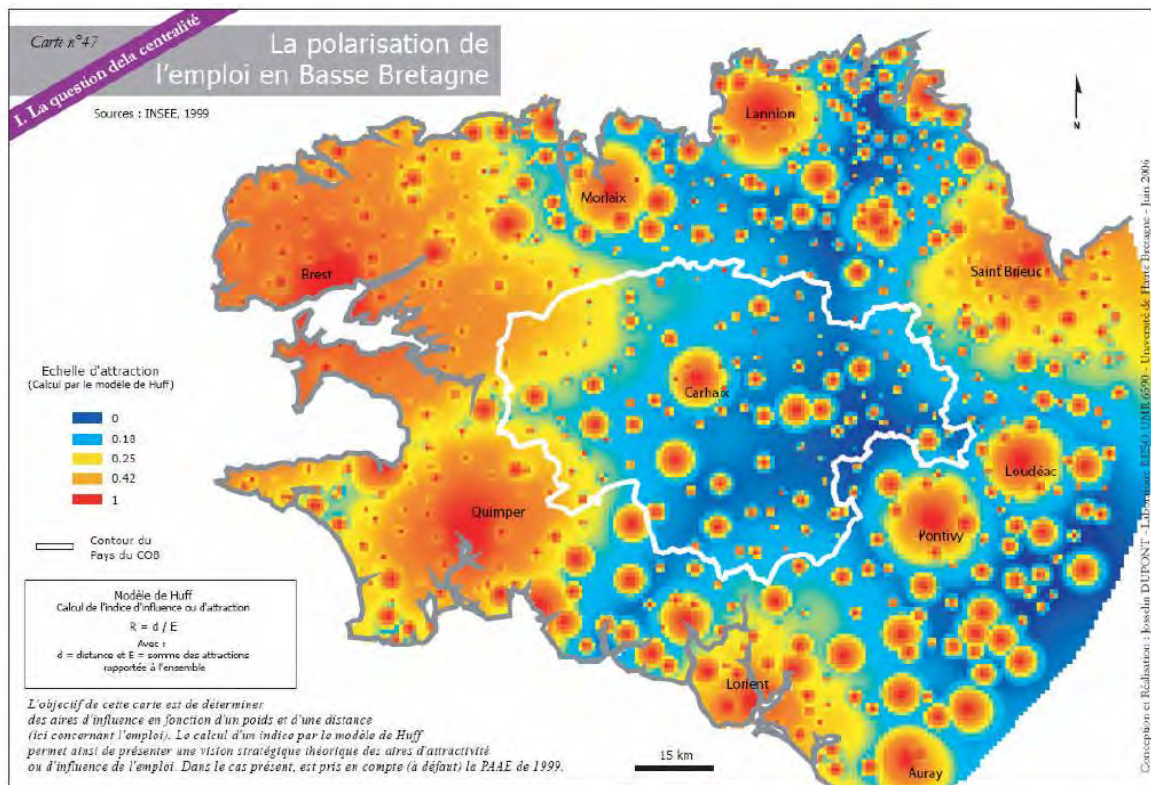 Carte n°47
I. La question dela centralité
La polarisation de
l'emploi en Basse Bretagne
Sources : INSEE, 1999
N
Lannion
Morlaix
Brest
Saint Brieuc
Carhaix
Loudéac
Quimper
Pontivy
Lorient
Auray
Echelle d'attraction
(Calcul par le modèle de Huff)
0
0.18
0.25
0.42
1
Contour du
Pays du COB
Modèle de Huff
Calcul de l'indice d'influence ou d'attraction
R = d / E
Avec :
d = distance et E = somme des attractions
rapportée à l'ensemble
L'objectif de cette carte est de déterminer
des aires d'influence en fonction d'un poids et d'une distance
(ici concernant l'emploi). Le calcul d'un indice par le modèle de Huff
permet ainsi de présenter une vision stratégique théorique des aires d'attractivité
ou d'influence de l'emploi. Dans le cas présent, est pris en compte (à défaut) la PAAE de 1999.
15 km
Conception et Réalisation : Josselin DUPONT - Laboratoire RESO UMR 6590 - Université de Haute Bretagne - Juin 2006